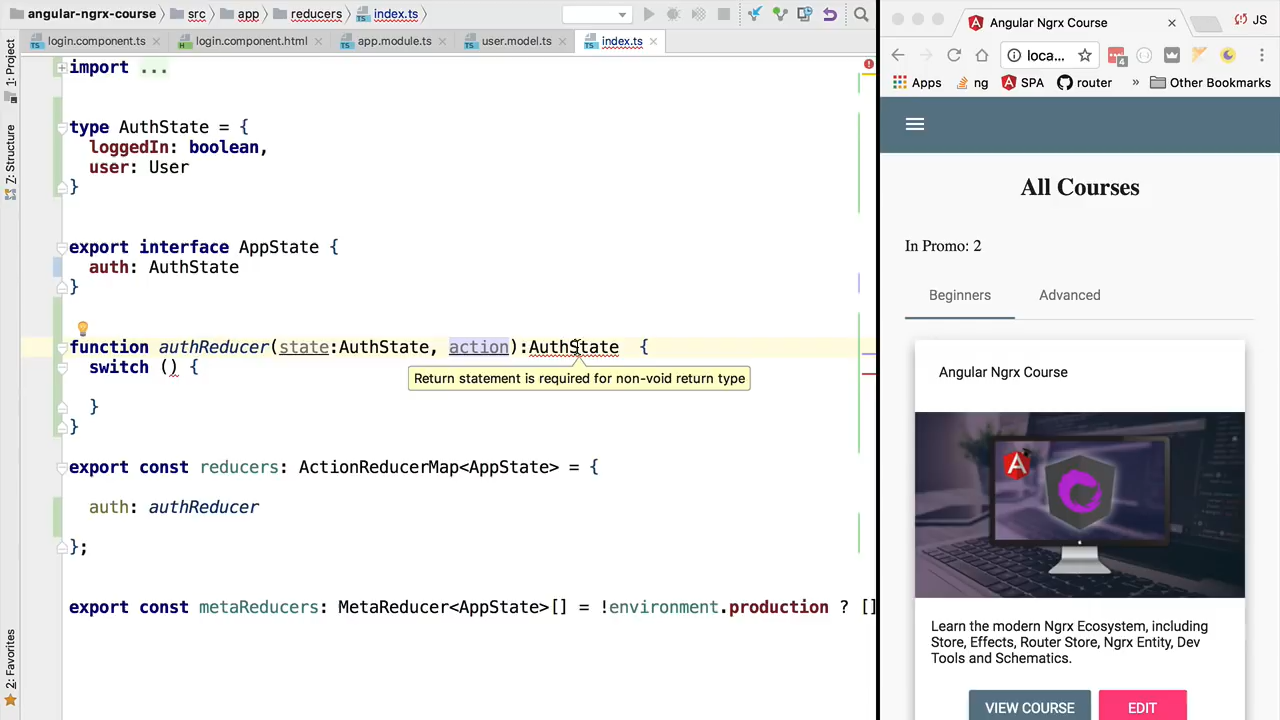 angular-ngrx-course
src
app
reducers
index.ts
login.component.ts
login.component.html
app.module.ts
user.model.ts
index.ts
1: Project
Z: Structure
2: Favorites
import ...
type AuthState = {
loggedIn: boolean,
user: User
}
export interface AppState {
auth: AuthState
}
function authReducer(state:AuthState, action):AuthState {
switch () {
Return statement is required for non-void return type
}
}
export const reducers: ActionReducerMap<AppState> = {
auth: authReducer
};
export const metaReducers: MetaReducer<AppState>[] = !environment.production ? []
Angular Ngrx Course
JS
loca...
4
Apps
ng
SPA
router
»
Other Bookmarks
All Courses
In Promo: 2
Beginners
Advanced
Angular Ngrx Course
Learn the modern Ngrx Ecosystem, including
Store, Effects, Router Store, Ngrx Entity, Dev
Tools and Schematics.
VIEW COURSE
EDIT